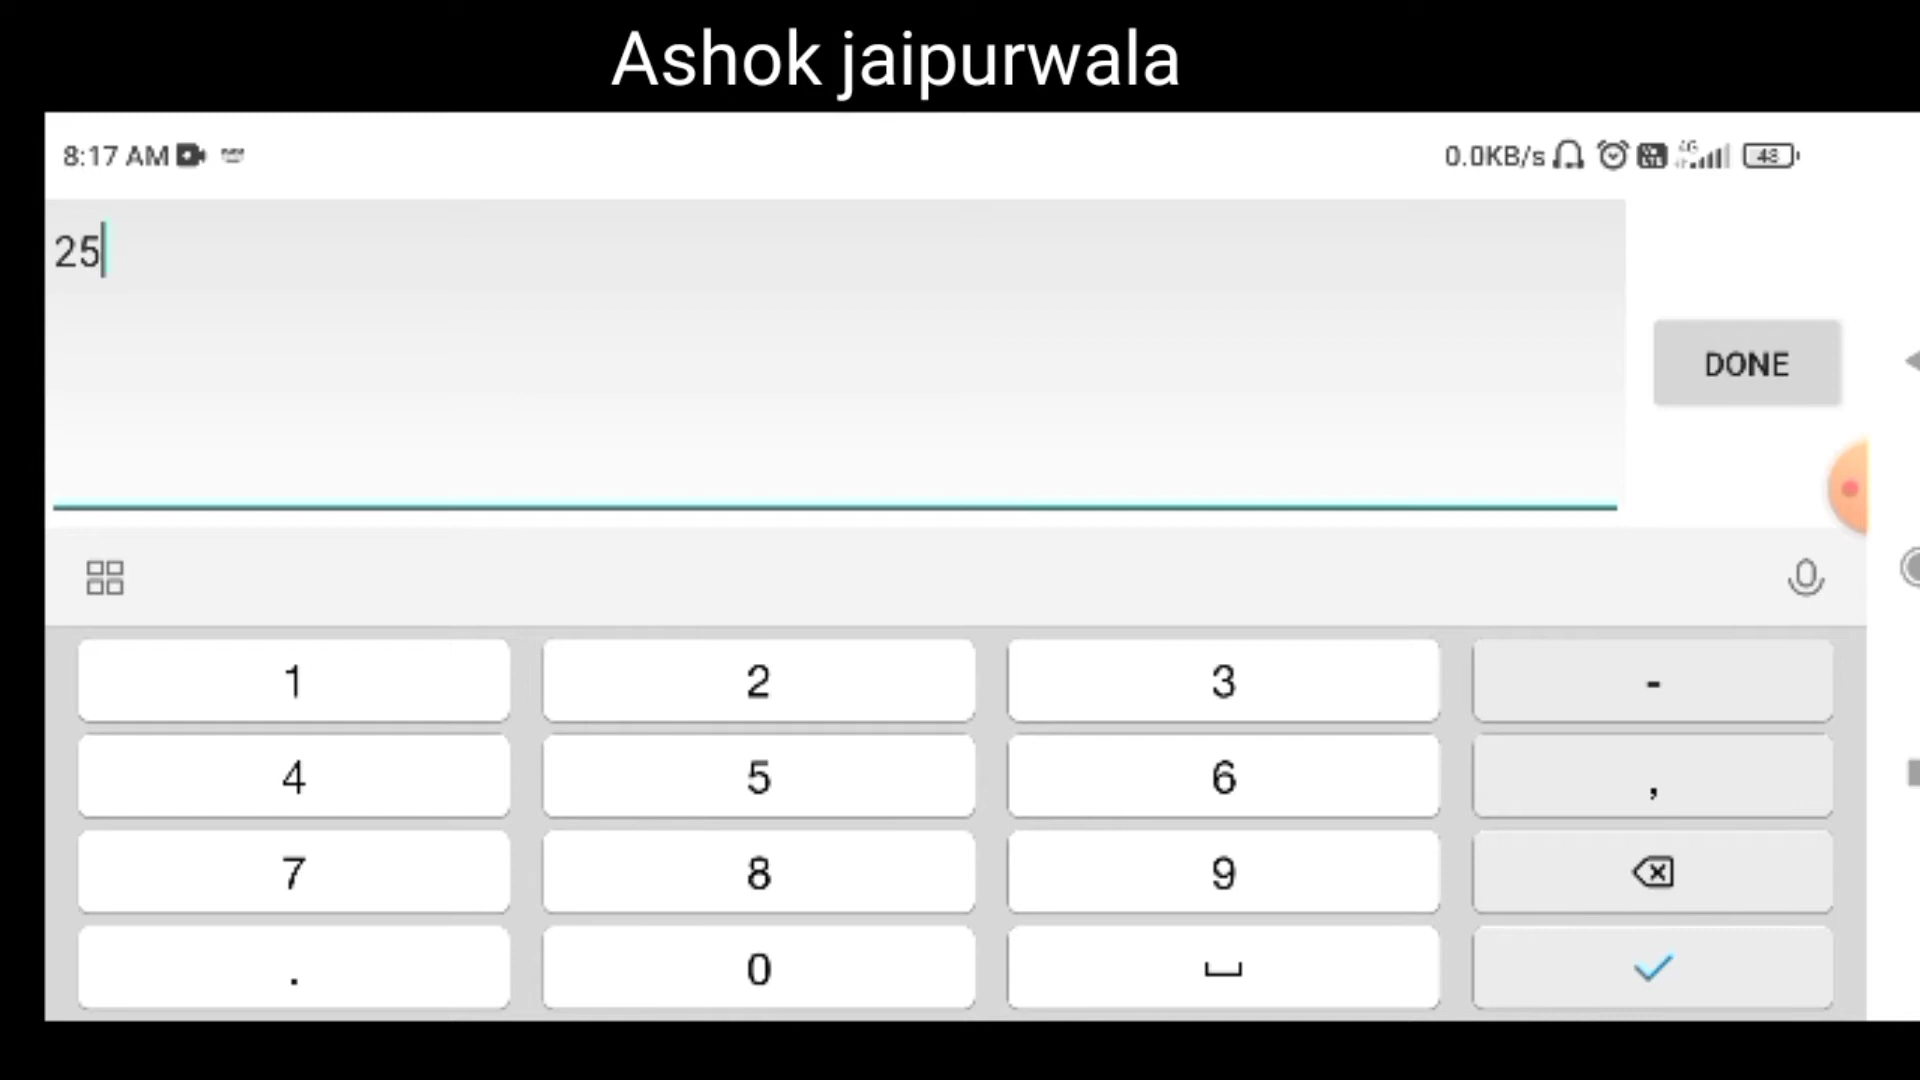 Ashok jaipurwala
8:17 AM
0.0KB/s 4G 48
25
DONE
1 2 3 -
4 5 6 ,
7 8 9
. 0